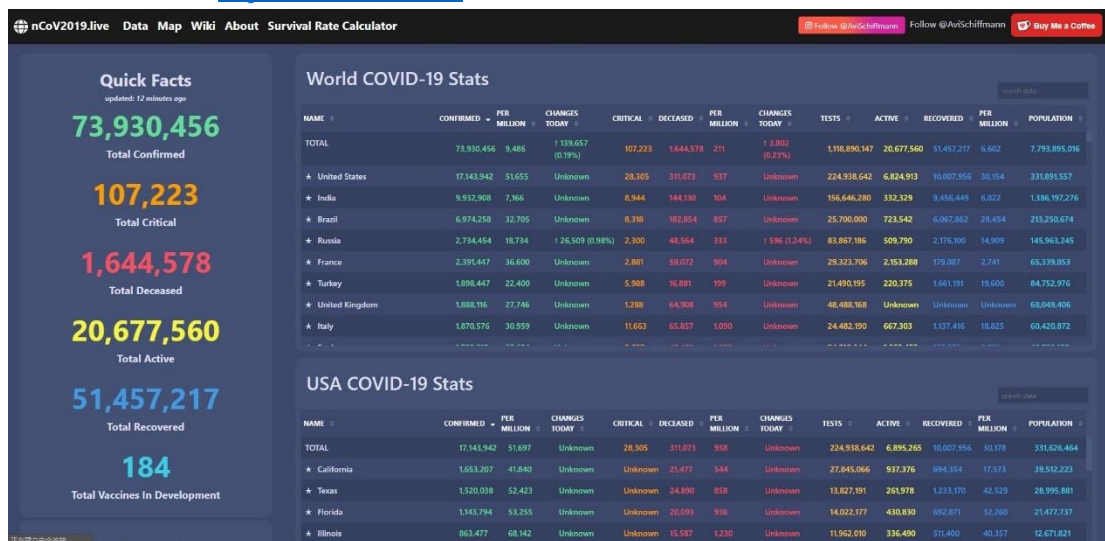 nCoV2019.live Data Map Wiki About Survival Rate Calculator Follow @AviSchiffmann Follow @AviSchiffmann Buy Me a Coffee
Quick Facts
updated: 12 minutes ago
73,930,456
Total Confirmed
107,223
Total Critical
1,644,578
Total Deceased
20,677,560
Total Active
51,457,217
Total Recovered
184
Total Vaccines In Development
World COVID-19 Stats
search data
NAME CONFIRMED PER MILLION CHANGES TODAY CRITICAL DECEASED PER MILLION CHANGES TODAY TESTS ACTIVE RECOVERED PER MILLION POPULATION
TOTAL 73,930,456 9,486 ↑ 139,657 (0.19%) 107,223 1,644,578 211 ↑ 3,802 (0.23%) 1,118,890,147 20,677,560 51,457,217 6,602 7,793,895,016
★ United States 17,143,942 51,655 Unknown 28,305 311,073 937 Unknown 224,938,642 6,824,913 10,007,956 30,154 331,891,557
★ India 9,932,908 7,166 Unknown 8,944 144,130 104 Unknown 156,646,280 332,329 9,456,449 6,822 1,386,197,276
★ Brazil 6,974,258 32,705 Unknown 8,318 182,854 857 Unknown 25,700,000 723,542 6,067,862 28,454 213,250,674
★ Russia 2,734,454 18,734 ↑ 26,509 (0.98%) 2,300 48,564 333 ↑ 596 (1.24%) 83,867,186 509,790 2,176,100 14,909 145,963,245
★ France 2,391,447 36,600 Unknown 2,881 59,072 904 Unknown 29,323,706 2,153,288 179,087 2,741 65,339,853
★ Turkey 1,898,447 22,400 Unknown 5,988 16,881 199 Unknown 21,490,195 220,375 1,661,191 19,600 84,752,976
★ United Kingdom 1,888,116 27,746 Unknown 1,288 64,908 954 Unknown 48,488,168 Unknown Unknown Unknown 68,049,406
★ Italy 1,870,576 30,959 Unknown 11,663 65,857 1,090 Unknown 24,482,190 667,303 1,137,416 18,825 60,420,872
USA COVID-19 Stats
search data
NAME CONFIRMED PER MILLION CHANGES TODAY CRITICAL DECEASED PER MILLION CHANGES TODAY TESTS ACTIVE RECOVERED PER MILLION POPULATION
TOTAL 17,143,942 51,697 Unknown 28,305 311,073 938 Unknown 224,938,642 6,895,265 10,007,956 30,178 331,626,464
★ California 1,653,207 41,840 Unknown Unknown 21,477 544 Unknown 27,845,066 937,376 694,354 17,573 39,512,223
★ Texas 1,520,038 52,423 Unknown Unknown 24,890 858 Unknown 13,827,191 261,978 1,233,170 42,529 28,995,881
★ Florida 1,143,794 53,255 Unknown Unknown 20,093 936 Unknown 14,022,177 430,830 692,871 32,260 21,477,737
★ Illinois 863,477 68,142 Unknown Unknown 15,587 1,230 Unknown 11,962,010 336,490 511,400 40,357 12,671,821